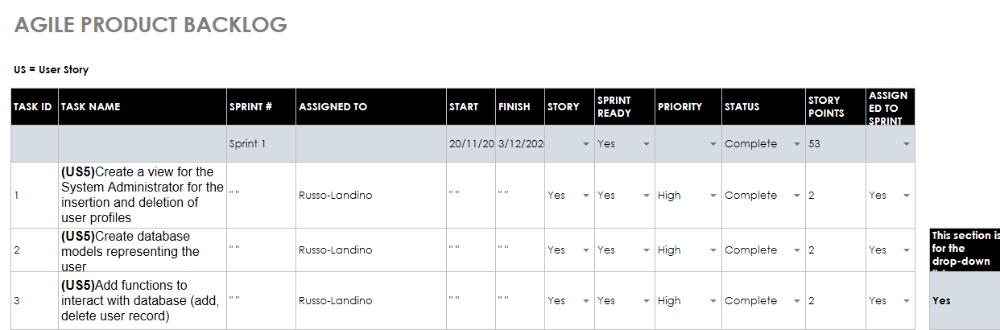 AGILE PRODUCT BACKLOG
US = User Story
TASK ID TASK NAME SPRINT # ASSIGNED TO START FINISH STORY SPRINT READY PRIORITY STATUS STORY POINTS ASSIGN ED TO SPRINT
Sprint 1 20/11/20 3/12/202 Yes Complete 53
1 (US5)Create a view for the System Administrator for the insertion and deletion of user profiles " " Russo-Landino " " " " Yes Yes High Complete 2 Yes
2 (US5)Create database models representing the user " " Russo-Landino " " " " Yes Yes High Complete 2 Yes
This section is for the drop-down
3 (US5)Add functions to interact with database (add, delete user record) " " Russo-Landino " " " " Yes Yes High Complete 2 Yes
Yes